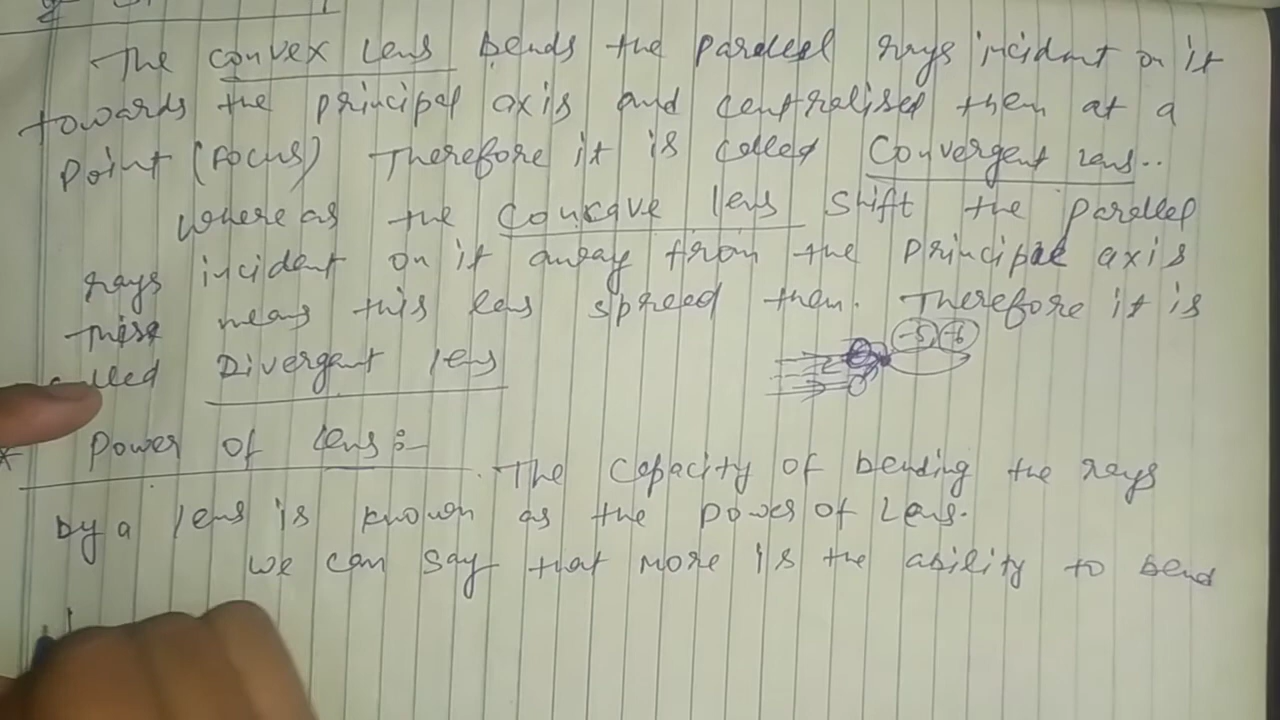 The convex lens bends the parallel rays incident on it
towards the principal axis and centralised them at a
point (Focus) Therefore it is called Convergent lens..
where as the Concave lens shift the parallel
rays incident on it away from the principal axis
means this lens spread them. Therefore it is
called Divergent lens
-5, -6
* Power of lens :- The capacity of bending the rays
by a lens is known as the power of Lens.
we can say that more is the ability to bend